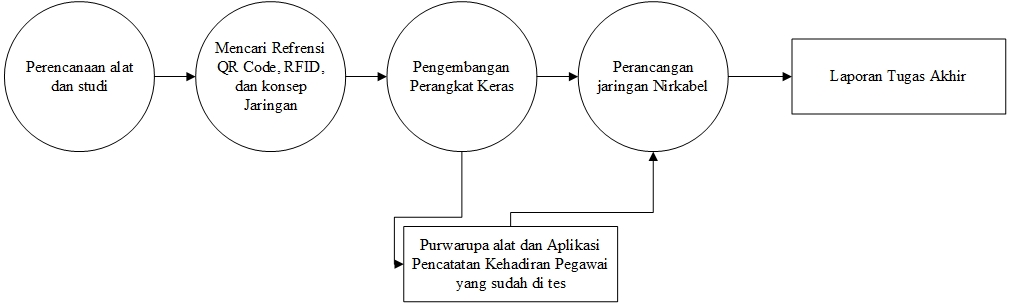 Perencanaan alat
dan studi
Mencari Refrensi
QR Code, RFID,
dan konsep
Jaringan
Pengembangan
Perangkat Keras
Perancangan
jaringan Nirkabel
Laporan Tugas Akhir
Purwarupa alat dan Aplikasi
Pencatatan Kehadiran Pegawai
yang sudah di tes